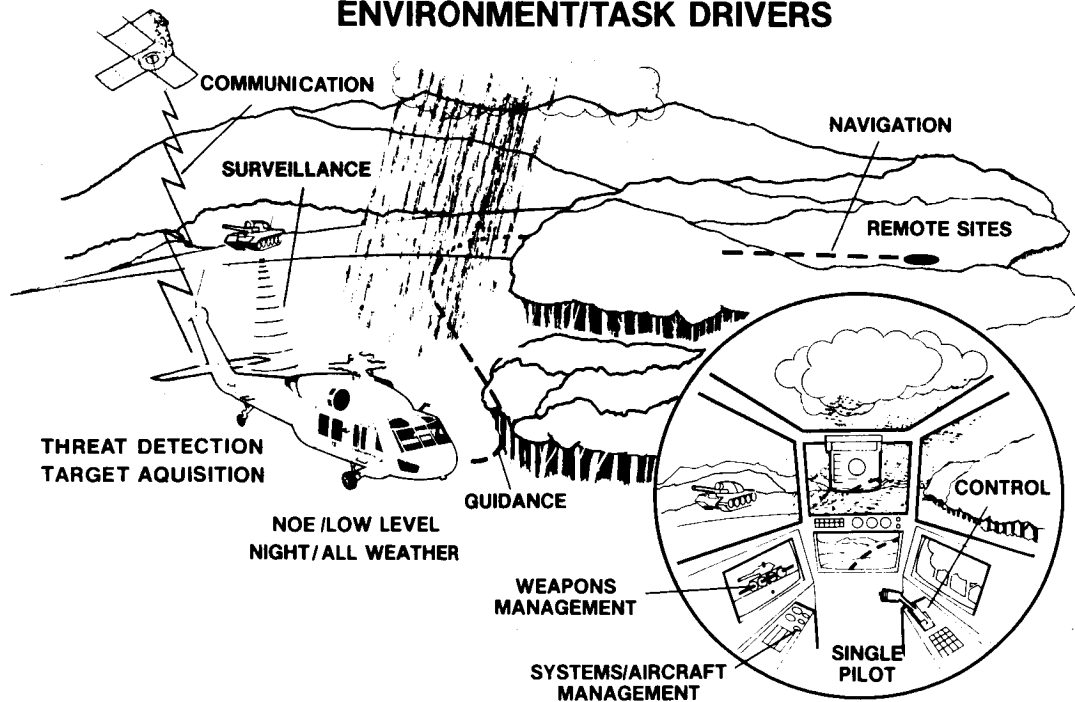 ENVIRONMENT/TASK DRIVERS
COMMUNICATION
NAVIGATION
SURVEILLANCE
REMOTE SITES
THREAT DETECTION
TARGET AQUISITION
GUIDANCE
CONTROL
NOE/LOW LEVEL
NIGHT/ALL WEATHER
WEAPONS
MANAGEMENT
SINGLE
PILOT
SYSTEMS/AIRCRAFT
MANAGEMENT